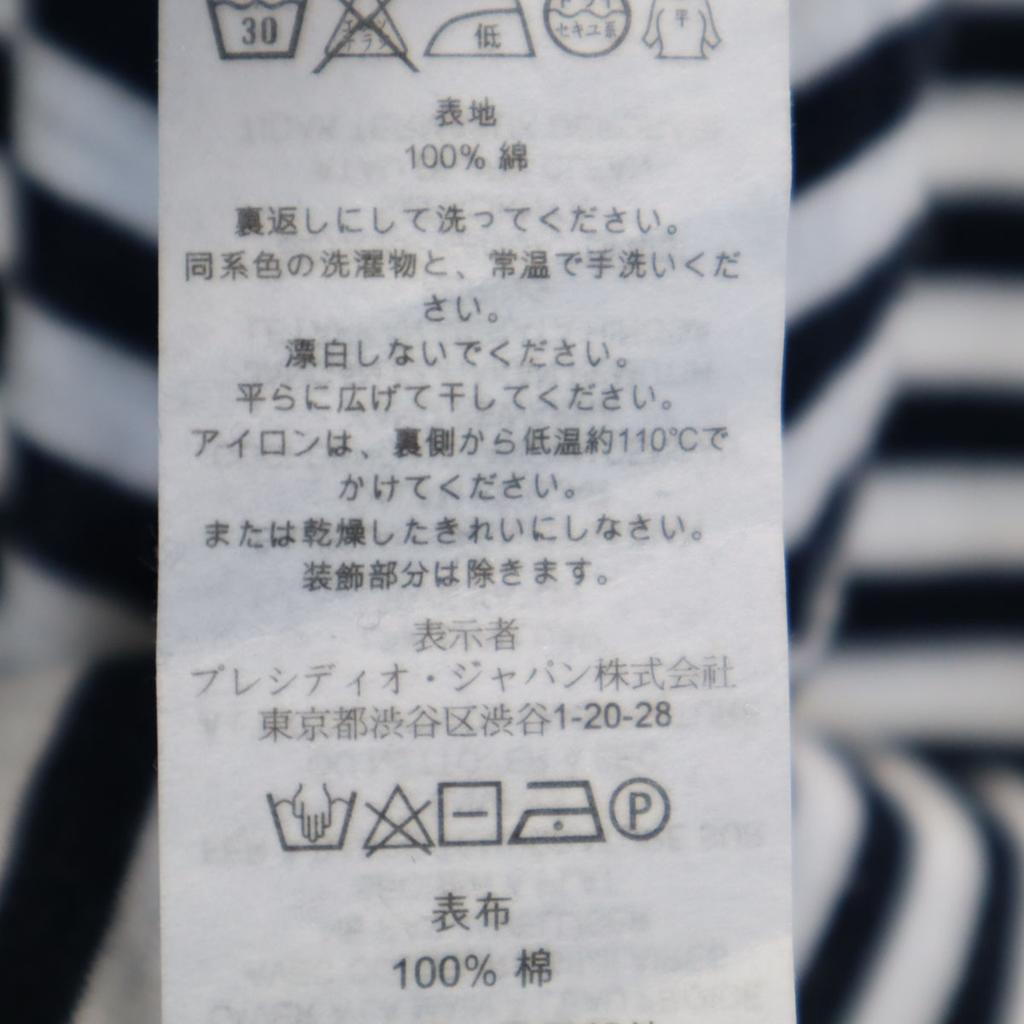 30
低
セキユ系
平
表地
100% 綿
裏返しにして洗ってください。
同系色の洗濯物と、常温で手洗いくだ
さい。
漂白しないでください。
平らに広げて干してください。
アイロンは、裏側から低温約110℃で
かけてください。
または乾燥したきれいにしなさい。
装飾部分は除きます。
表示者
プレシディオ・ジャパン株式会社
東京都渋谷区渋谷1-20-28
P
表布
100% 棉